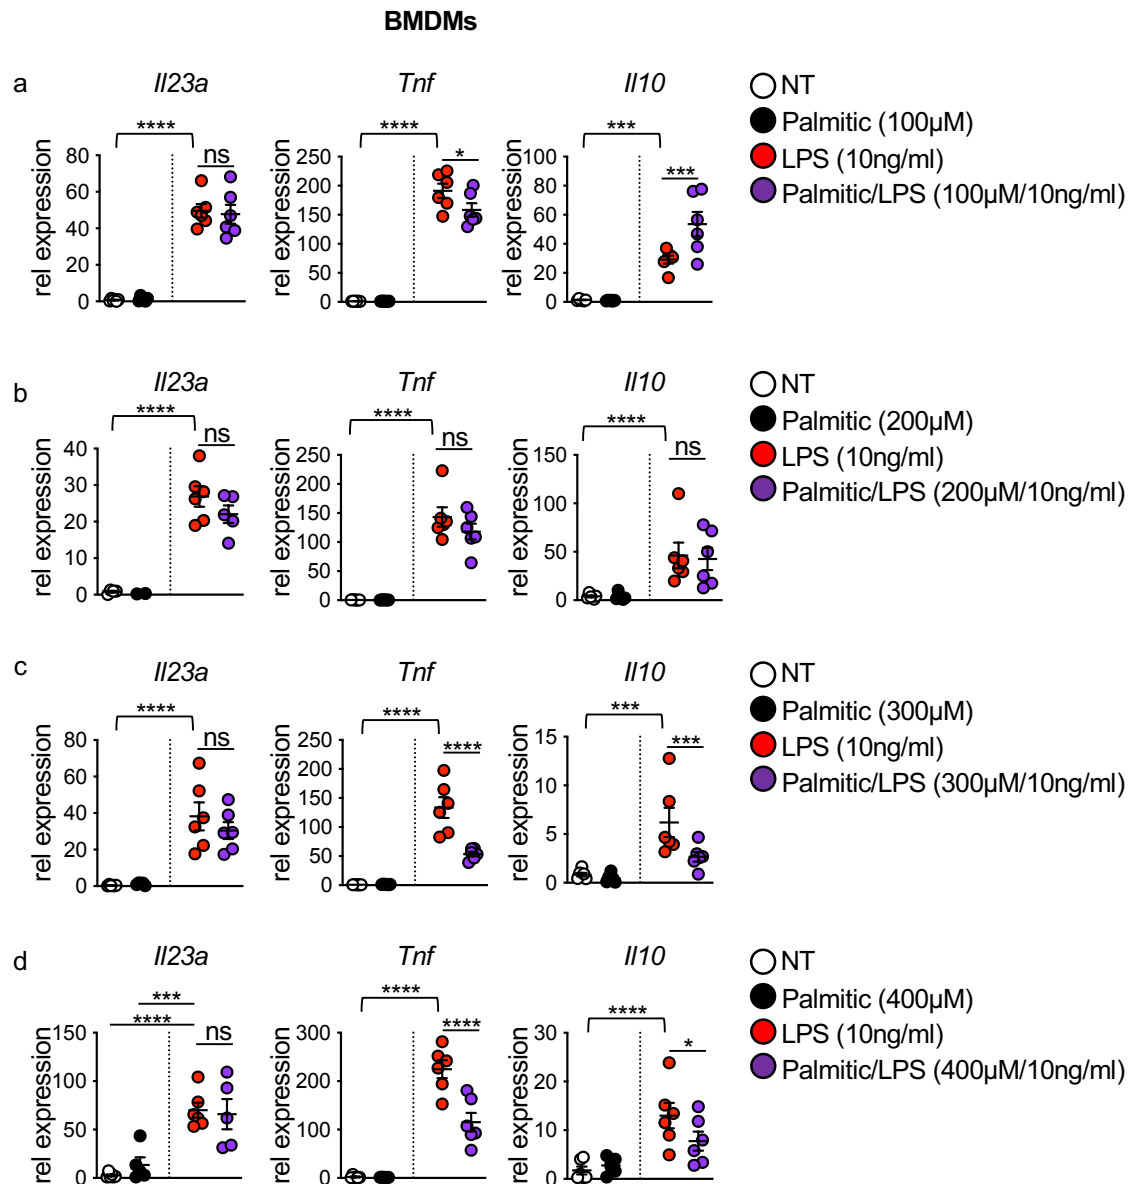 BMDMs
a
Il23a
Tnf
Il10
NT
Palmitic (100µM)
LPS (10ng/ml)
Palmitic/LPS (100µM/10ng/ml)
****
ns
rel expression
80
60
40
20
0
****
*
rel expression
250
200
150
100
50
0
***
***
rel expression
100
80
60
40
20
0
b
Il23a
Tnf
Il10
NT
Palmitic (200µM)
LPS (10ng/ml)
Palmitic/LPS (200µM/10ng/ml)
****
ns
rel expression
40
30
20
10
0
****
ns
rel expression
250
200
150
100
50
0
****
ns
rel expression
150
100
50
0
c
Il23a
Tnf
Il10
NT
Palmitic (300µM)
LPS (10ng/ml)
Palmitic/LPS (300µM/10ng/ml)
****
ns
rel expression
80
60
40
20
0
****
****
rel expression
250
200
150
100
50
0
***
***
rel expression
15
10
5
0
d
Il23a
Tnf
Il10
NT
Palmitic (400µM)
LPS (10ng/ml)
Palmitic/LPS (400µM/10ng/ml)
***
****
ns
rel expression
150
100
50
0
****
****
rel expression
300
200
100
0
****
*
rel expression
30
20
10
0